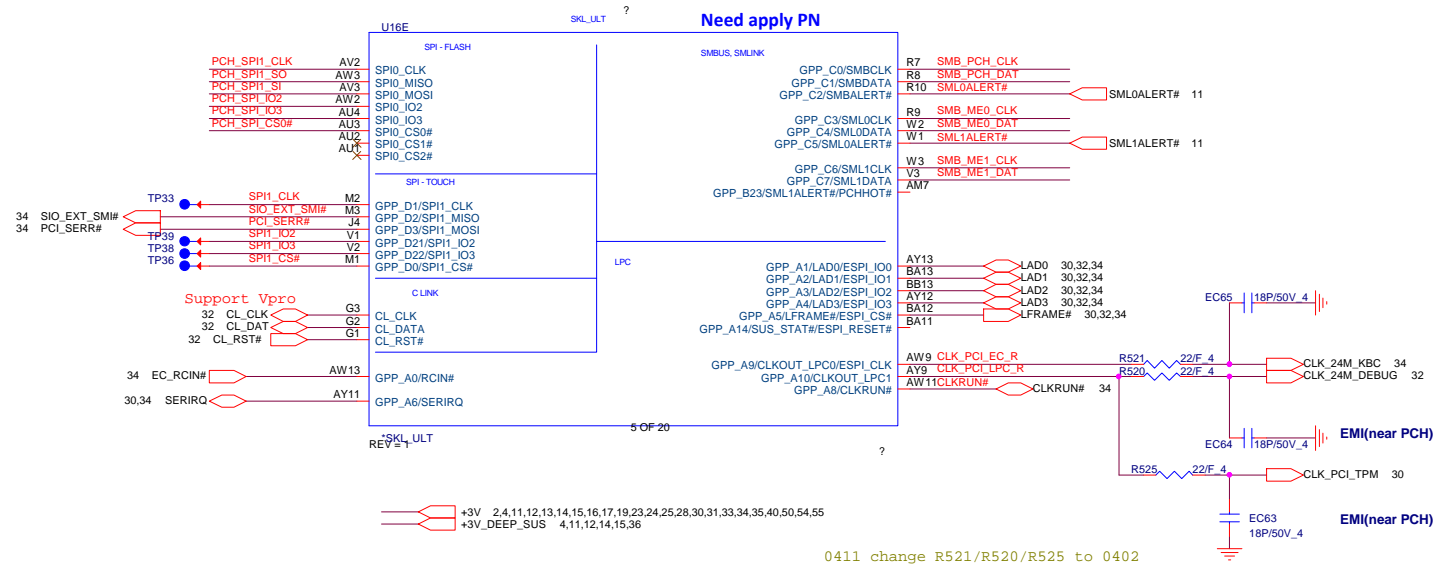 ?
SKL_ULT
Need apply PN
U16E
SPI - FLASH
SMBUS, SMLINK
PCH_SPI1_CLK AV2 SPI0_CLK
PCH_SPI1_SO AW3 SPI0_MISO
PCH_SPI1_SI AV3 SPI0_MOSI
PCH_SPI_IO2 AW2 SPI0_IO2
PCH_SPI_IO3 AU4 SPI0_IO3
PCH_SPI_CS0# AU3 SPI0_CS0#
AU2 SPI0_CS1#
AU1 SPI0_CS2#
GPP_C0/SMBCLK R7 SMB_PCH_CLK
GPP_C1/SMBDATA R8 SMB_PCH_DAT
GPP_C2/SMBALERT# R10 SML0ALERT# SML0ALERT# 11
GPP_C3/SML0CLK R9 SMB_ME0_CLK
GPP_C4/SML0DATA W2 SMB_ME0_DAT
GPP_C5/SML0ALERT# W1 SML1ALERT# SML1ALERT# 11
GPP_C6/SML1CLK W3 SMB_ME1_CLK
GPP_C7/SML1DATA V3 SMB_ME1_DAT
GPP_B23/SML1ALERT#/PCHHOT# AM7
SPI - TOUCH
TP33 SPI1_CLK M2 GPP_D1/SPI1_CLK
34 SIO_EXT_SMI# SIO_EXT_SMI# M3 GPP_D2/SPI1_MISO
34 PCI_SERR# PCI_SERR# J4 GPP_D3/SPI1_MOSI
TP39 SPI1_IO2 V1 GPP_D21/SPI1_IO2
TP38 SPI1_IO3 V2 GPP_D22/SPI1_IO3
TP36 SPI1_CS# M1 GPP_D0/SPI1_CS#
LPC
GPP_A1/LAD0/ESPI_IO0 AY13 LAD0 30,32,34
GPP_A2/LAD1/ESPI_IO1 BA13 LAD1 30,32,34
GPP_A3/LAD2/ESPI_IO2 BB13 LAD2 30,32,34
GPP_A4/LAD3/ESPI_IO3 AY12 LAD3 30,32,34
GPP_A5/LFRAME#/ESPI_CS# BA12 LFRAME# 30,32,34
GPP_A14/SUS_STAT#/ESPI_RESET# BA11
C LINK
Support Vpro
32 CL_CLK G3 CL_CLK
32 CL_DAT G2 CL_DATA
32 CL_RST# G1 CL_RST#
EC65 18P/50V_4
GPP_A9/CLKOUT_LPC0/ESPI_CLK AW9 CLK_PCI_EC_R R521 22/F_4 CLK_24M_KBC 34
GPP_A10/CLKOUT_LPC1 AY9 CLK_PCI_LPC_R R520 22/F_4 CLK_24M_DEBUG 32
GPP_A8/CLKRUN# AW11 CLKRUN# CLKRUN# 34
34 EC_RCIN# AW13 GPP_A0/RCIN#
30,34 SERIRQ AY11 GPP_A6/SERIRQ
5 OF 20
*SKL_ULT
REV = 1
?
EC64 18P/50V_4 EMI(near PCH)
R525 22/F_4 CLK_PCI_TPM 30
EC63 EMI(near PCH)
18P/50V_4
+3V 2,4,11,12,13,14,15,16,17,19,23,24,25,28,30,31,33,34,35,40,50,54,55
+3V_DEEP_SUS 4,11,12,14,15,36
0411 change R521/R520/R525 to 0402